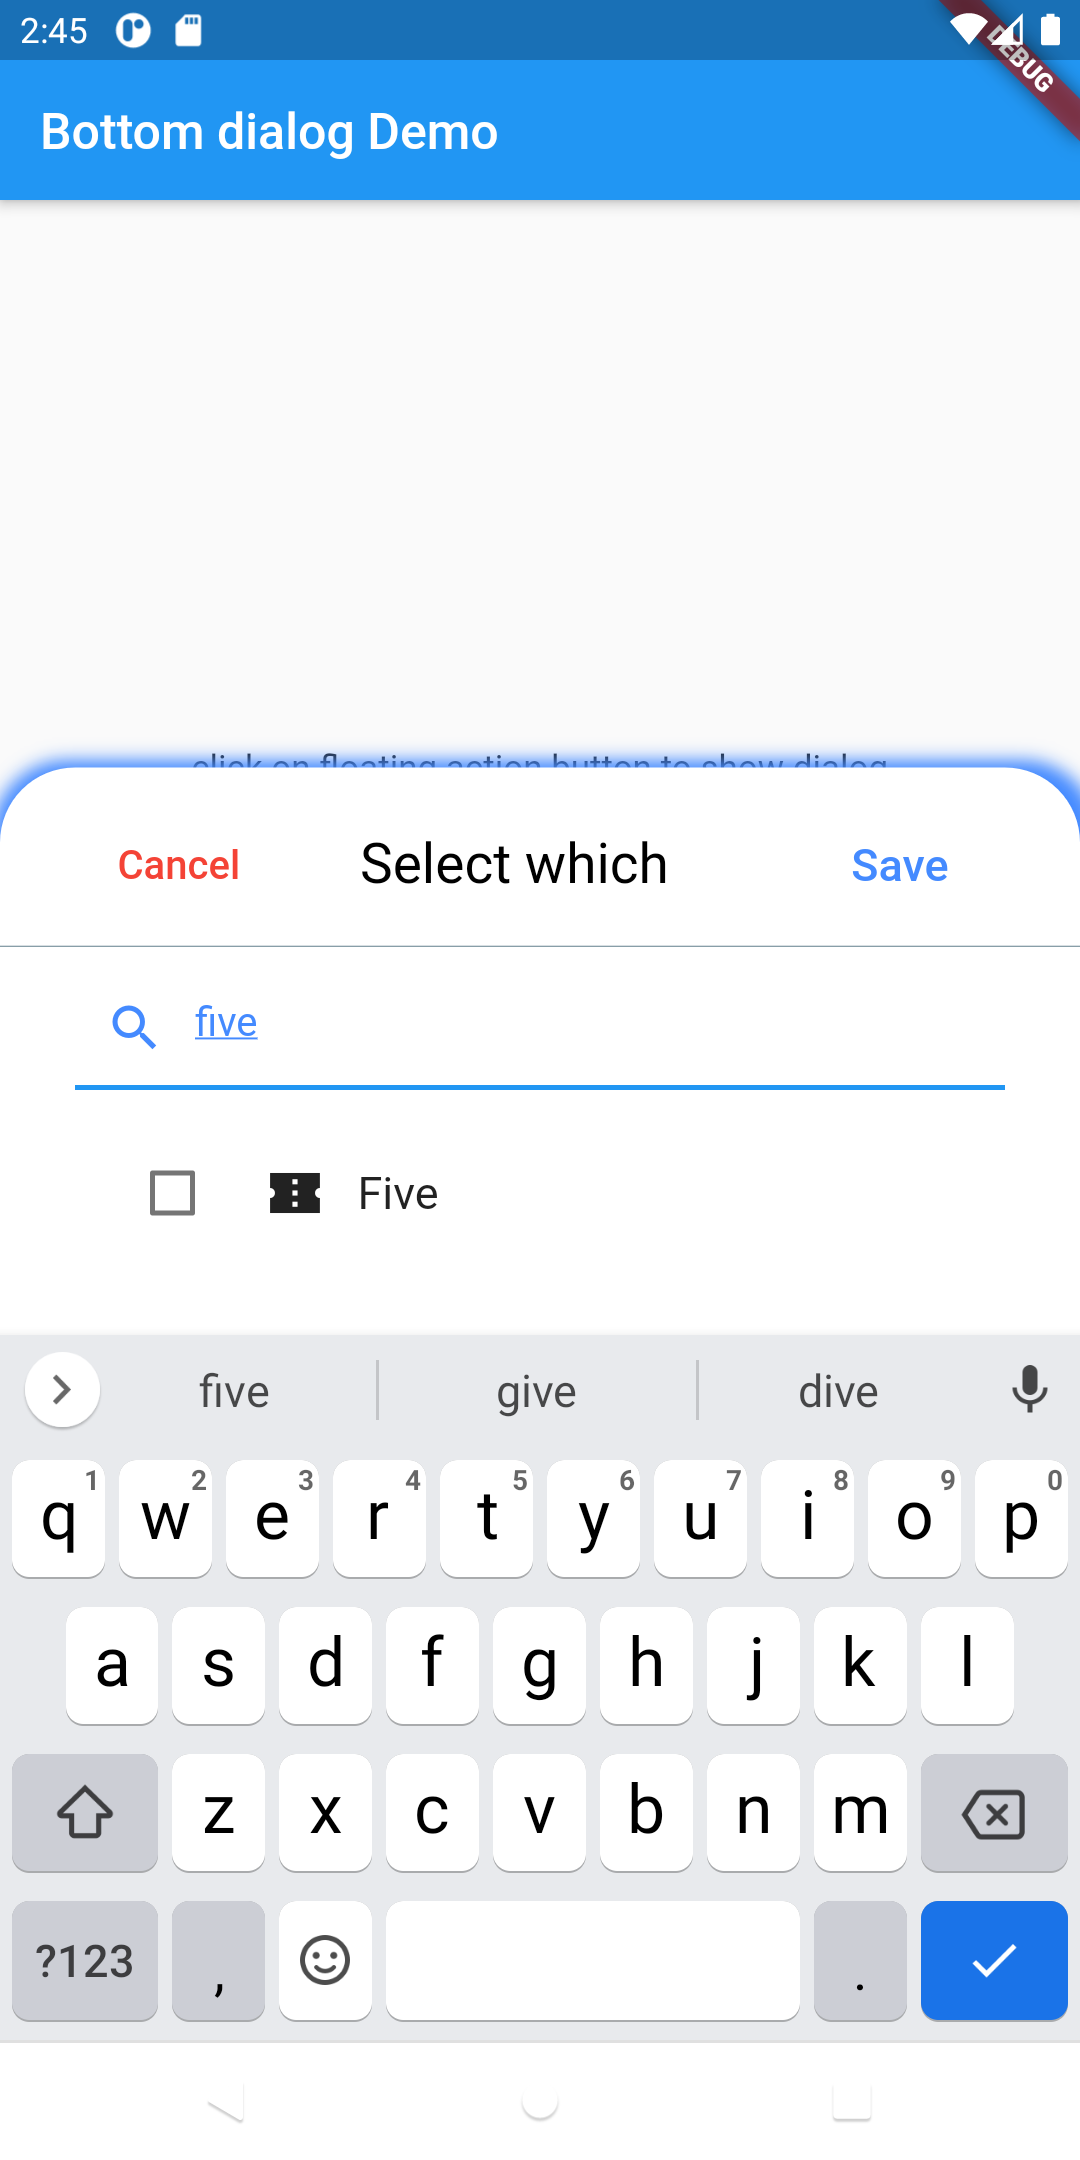 2:45
DEBUG
Bottom dialog Demo
click on floating action button to show dialog
Cancel Select which Save
five
Five
five give dive
q 1 w 2 e 3 r 4 t 5 y 6 u 7 i 8 o 9 p 0
a s d f g h j k l
z x c v b n m
?123 , .